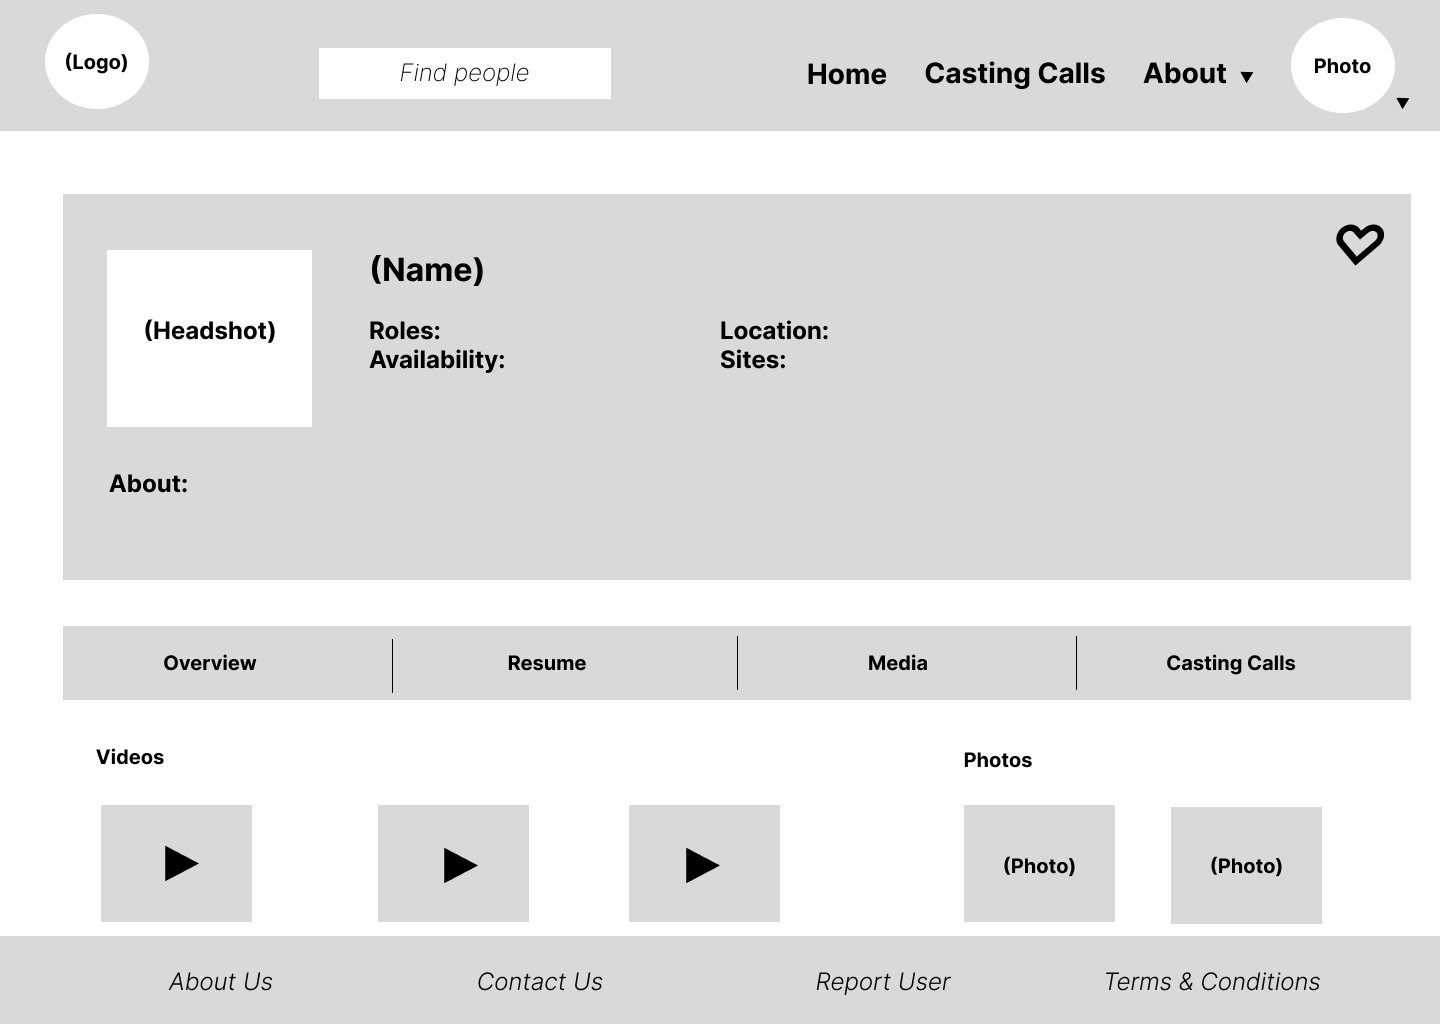 (Logo)
Find people
Home
Casting Calls
About
Photo
(Headshot)
(Name)
Roles:
Availability:
Location:
Sites:
About:
Overview
Resume
Media
Casting Calls
Videos
Photos
(Photo)
(Photo)
About Us
Contact Us
Report User
Terms & Conditions